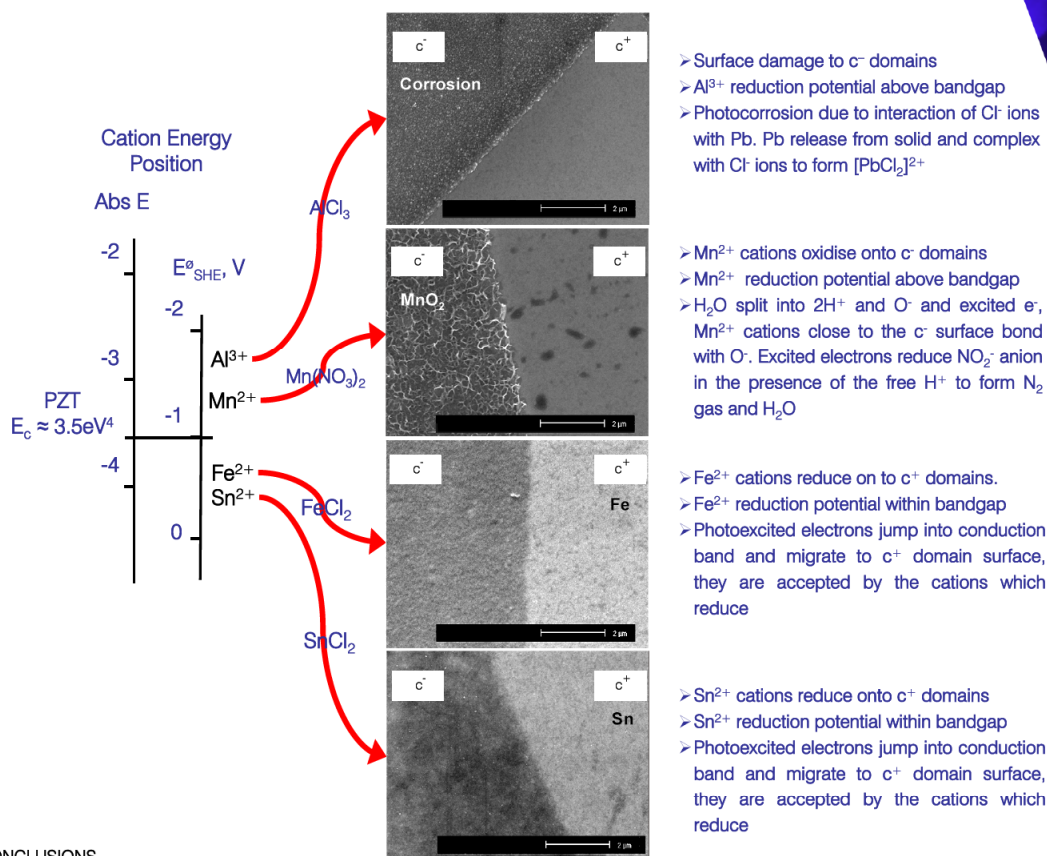 Cation Energy
Position
Abs E
-2
-3
-4
EøSHE, V
-2
-1
0
PZT
Ec ≈ 3.5eV4
Al3+
Mn2+
Fe2+
Sn2+
AlCl3
Mn(NO3)2
FeCl2
SnCl2
c-
c+
Corrosion
2 µm
c-
c+
MnO2
2 µm
c-
c+
Fe
2 µm
c-
c+
Sn
2 µm
➢Surface damage to c- domains
➢Al3+ reduction potential above bandgap
➢Photocorrosion due to interaction of Cl- ions
with Pb. Pb release from solid and complex
with Cl- ions to form [PbCl2]2+
➢Mn2+ cations oxidise onto c- domains
➢Mn2+ reduction potential above bandgap
➢H2O split into 2H+ and O- and excited e-,
Mn2+ cations close to the c- surface bond
with O-. Excited electrons reduce NO2- anion
in the presence of the free H+ to form N2
gas and H2O
➢Fe2+ cations reduce on to c+ domains.
➢Fe2+ reduction potential within bandgap
➢Photoexcited electrons jump into conduction
band and migrate to c+ domain surface,
they are accepted by the cations which
reduce
➢Sn2+ cations reduce onto c+ domains
➢Sn2+ reduction potential within bandgap
➢Photoexcited electrons jump into conduction
band and migrate to c+ domain surface,
they are accepted by the cations which
reduce